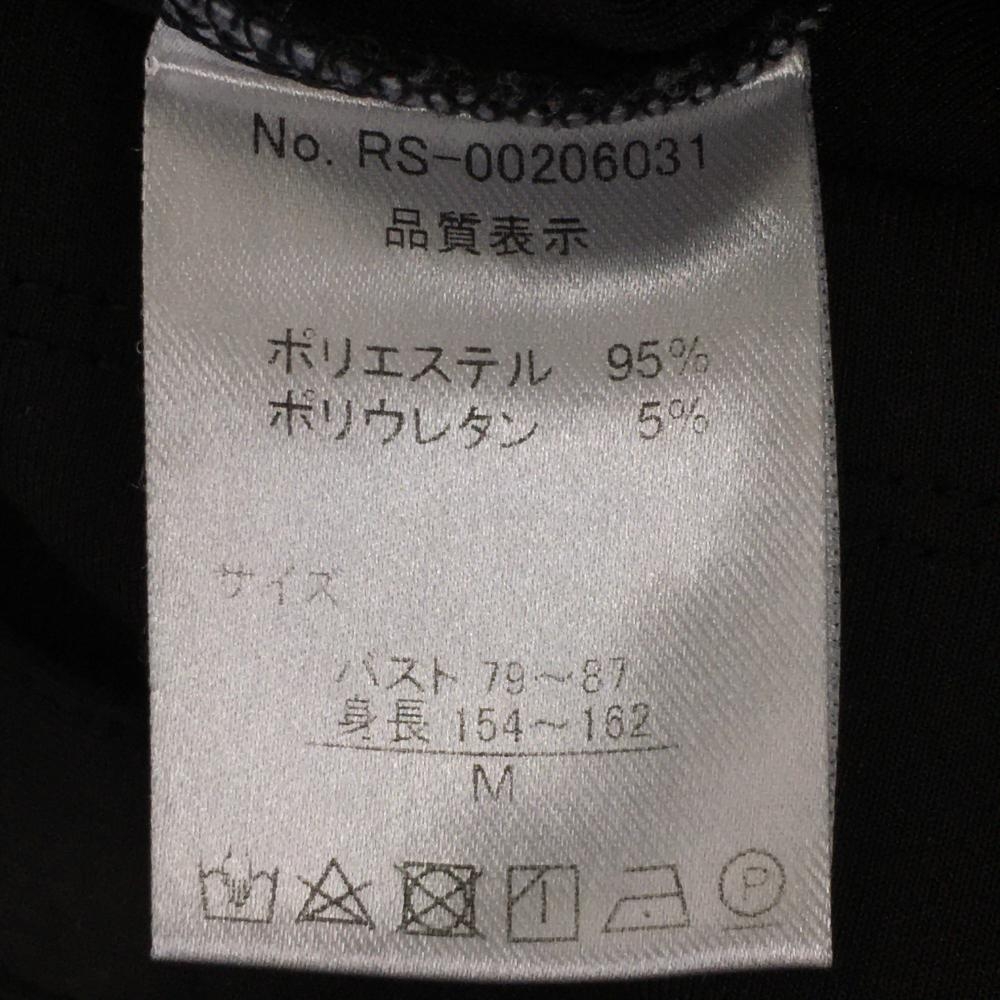 No. RS-00206031
品質表示
ポリエステル 95%
ポリウレタン 5%
サイズ
バスト 79～87
身長 154～162
M
P